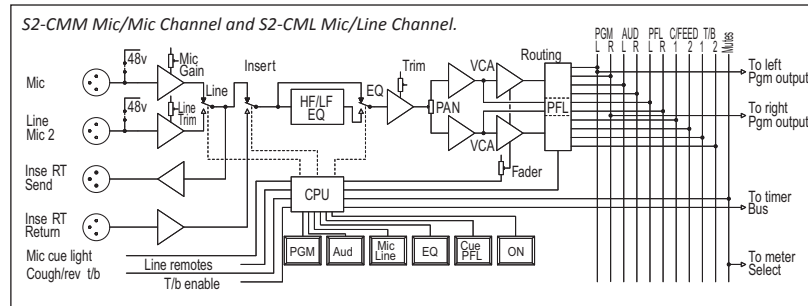 S2-CMM Mic/Mic Channel and S2-CML Mic/Line Channel.
PGM AUD PFL C/FEED T/B
L R L R L R 1 2 1 2 Mutes
Mic
48v
Mic Gain
Line
Insert
HF/LF EQ
EQ
Trim
PAN
VCA
VCA
Routing
PFL
To left Pgm output
Line Mic 2
48v
Line Trim
To right Pgm output
Inse RT Send
CPU
Fader
To timer Bus
Inse RT Return
PGM
Aud
Mic Line
EQ
Cue PFL
ON
Mic cue light
Line remotes
Cough/rev t/b
T/b enable
To meter Select